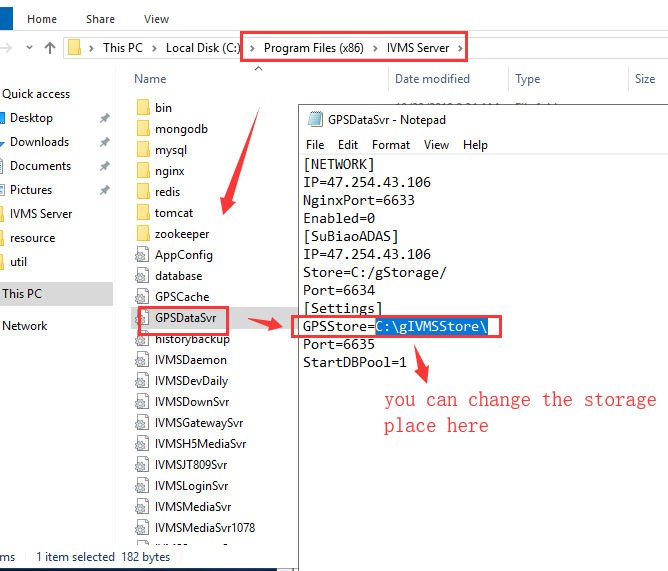 Home Share View
This PC Local Disk (C:) Program Files (x86) IVMS Server
Name Date modified Type Size
Quick access
Desktop
Downloads
Documents
Pictures
IVMS Server
resource
util
This PC
Network
bin
mongodb
mysql
nginx
redis
tomcat
zookeeper
AppConfig
database
GPSCache
GPSDataSvr
historybackup
IVMSDaemon
IVMSDevDaily
IVMSDownSvr
IVMSGatewaySvr
IVMSH5MediaSvr
IVMSJT809Svr
IVMSLoginSvr
IVMSMediaSvr
IVMSMediaSvr1078
ms 1 item selected 182 bytes
GPSDataSvr - Notepad
File Edit Format View Help
[NETWORK]
IP=47.254.43.106
NginxPort=6633
Enabled=0
[SuBiaoADAS]
IP=47.254.43.106
Store=C:/gStorage/
Port=6634
[Settings]
GPSStore=C:\gIVMSStore\
Port=6635
StartDBPool=1
you can change the storage
place here